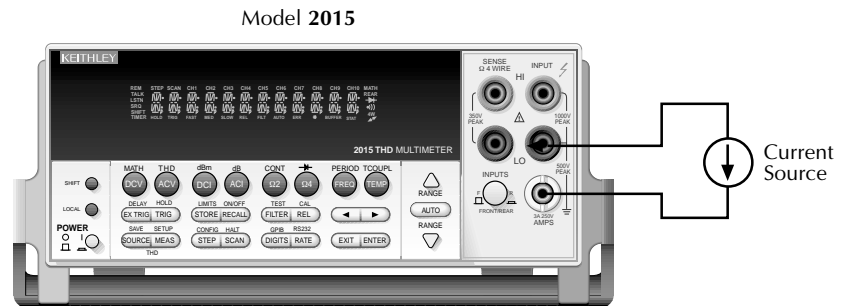 Model 2015
KEITHLEY
REM STEP SCAN CH1 CH2 CH3 CH4 CH5 CH6 CH7 CH8 CH9 CH10 MATH
TALK REAR
LSTN
SRQ
SHIFT 4W
TIMER HOLD TRIG FAST MED SLOW REL FILT AUTO ERR BUFFER STAT
2015 THD MULTIMETER
SENSE
Ω 4 WIRE
INPUT
HI
350V
PEAK
1000V
PEAK
LO
500V
PEAK
INPUTS
F R
FRONT/REAR
3A 250V
AMPS
Current
Source
MATH THD dBm dB CONT PERIOD TCOUPL
SHIFT DCV ACV DCI ACI Ω2 Ω4 FREQ TEMP
RANGE
DELAY HOLD LIMITS ON/OFF TEST CAL
LOCAL EX TRIG TRIG STORE RECALL FILTER REL ◄ ► AUTO
POWER
O I
SAVE SETUP CONFIG HALT GPIB RS232
RANGE
SOURCE MEAS STEP SCAN DIGITS RATE EXIT ENTER
THD